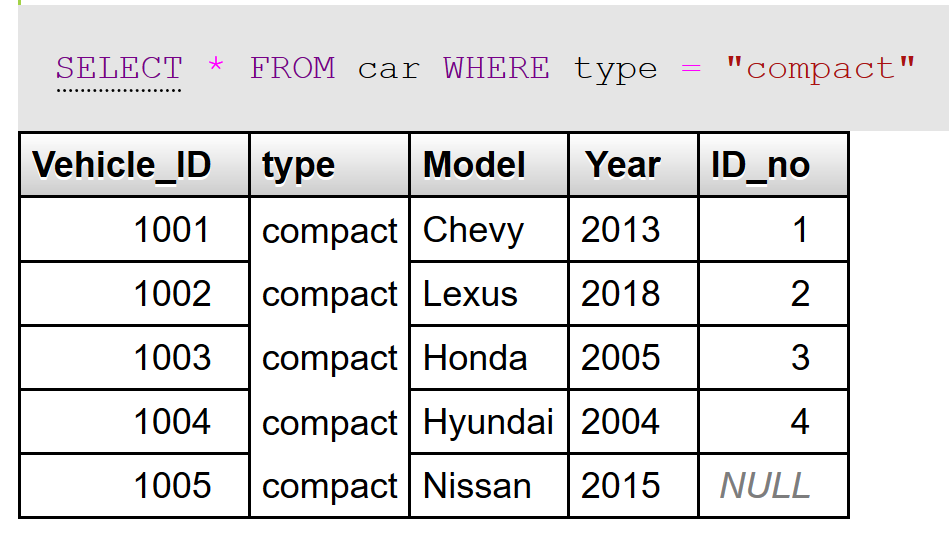 SELECT * FROM car WHERE type = "compact"
Vehicle_ID type Model Year ID_no
1001 compact Chevy 2013 1
1002 compact Lexus 2018 2
1003 compact Honda 2005 3
1004 compact Hyundai 2004 4
1005 compact Nissan 2015 NULL